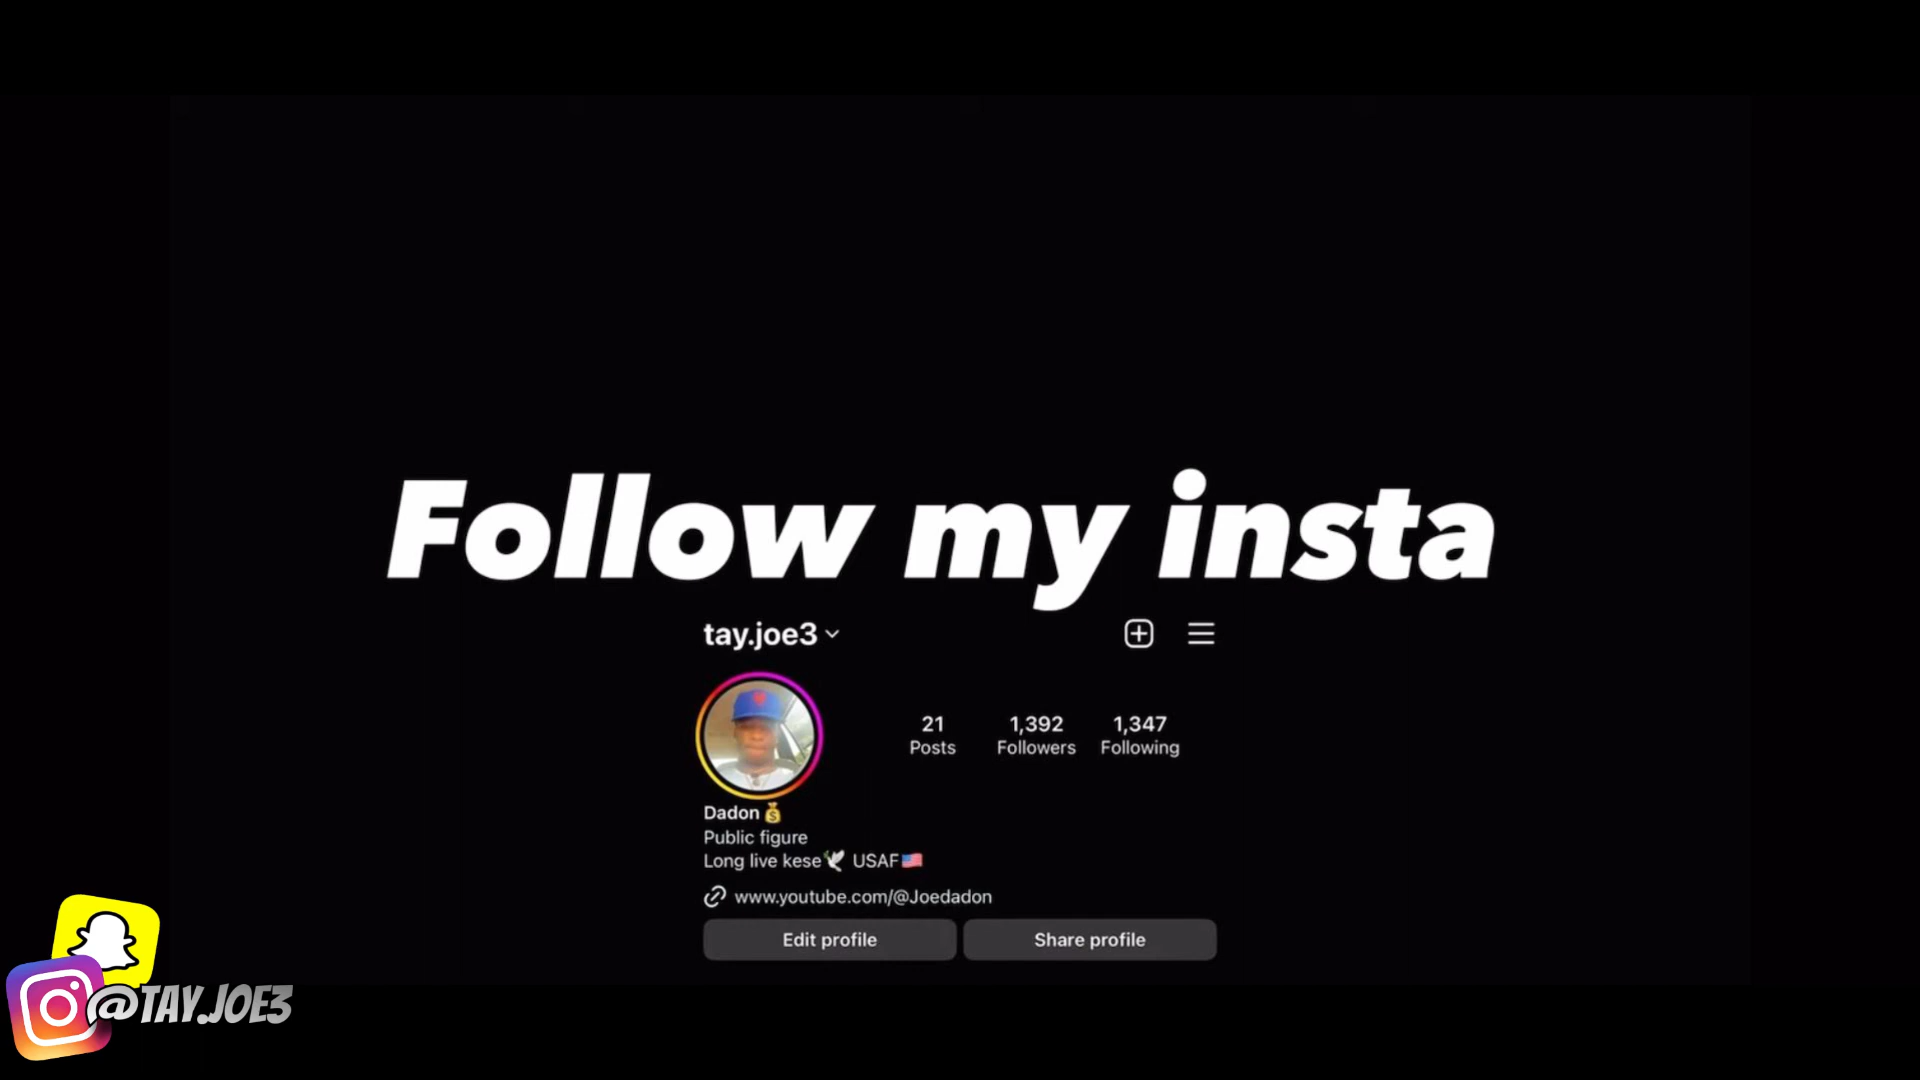 Follow my insta
tay.joe3
21 1,392 1,347
Posts Followers Following
Dadon💰
Public figure
Long live kese🕊️ USAF🇺🇸
www.youtube.com/@Joedadon
Edit profile Share profile
@TAY.JOE3